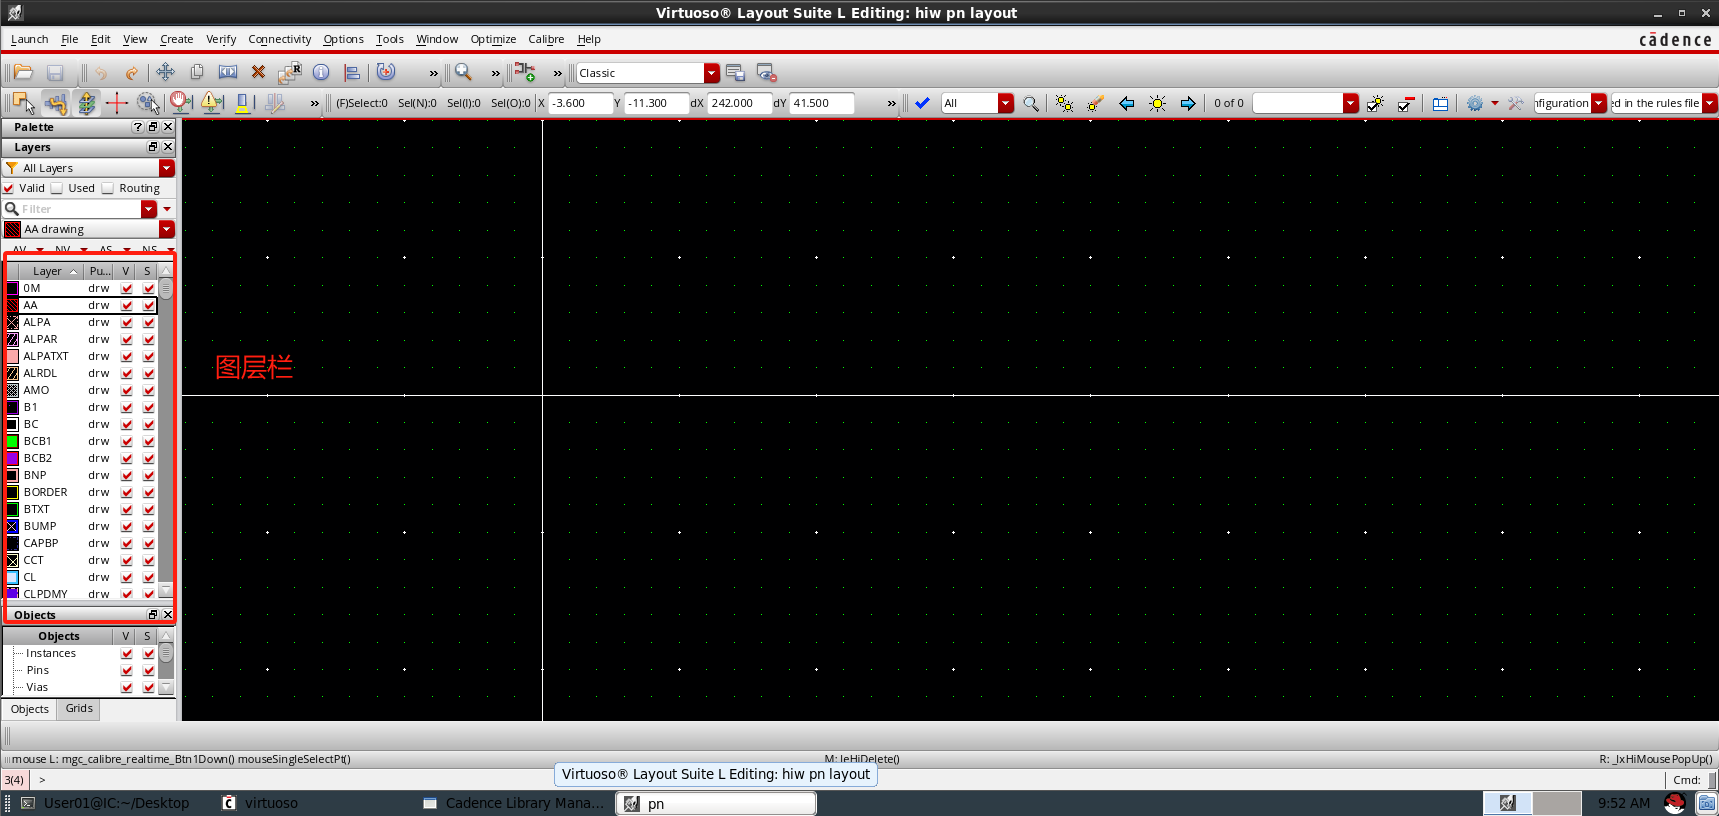 Virtuoso® Layout Suite L Editing: hiw pn layout
Launch File Edit View Create Verify Connectivity Options Tools Window Optimize Calibre Help
cādence
Classic
(F)Select:0 Sel(N):0 Sel(I):0 Sel(O):0 X -3.600 Y -11.300 dX 242.000 dY 41.500 All 0 of 0 nfiguration ed in the rules file
Palette
Layers
All Layers
Valid Used Routing
Filter
AA drawing
AV NV AS NS
Layer Pu... V S
0M drw
AA drw
ALPA drw
ALPAR drw
ALPATXT drw
图层栏
ALRDL drw
AMO drw
B1 drw
BC drw
BCB1 drw
BCB2 drw
BNP drw
BORDER drw
BTXT drw
BUMP drw
CAPBP drw
CCT drw
CL drw
CLPDMY drw
Objects
Objects V S
Instances
Pins
Vias
Objects Grids
mouse L: mgc_calibre_realtime_Btn1Down() mouseSingleSelectPt() M: leHiDelete() R: _lxHiMousePopUp()
Virtuoso® Layout Suite L Editing: hiw pn layout
3(4) > Cmd:
User01@IC:~/Desktop virtuoso Cadence Library Mana... pn 9:52 AM